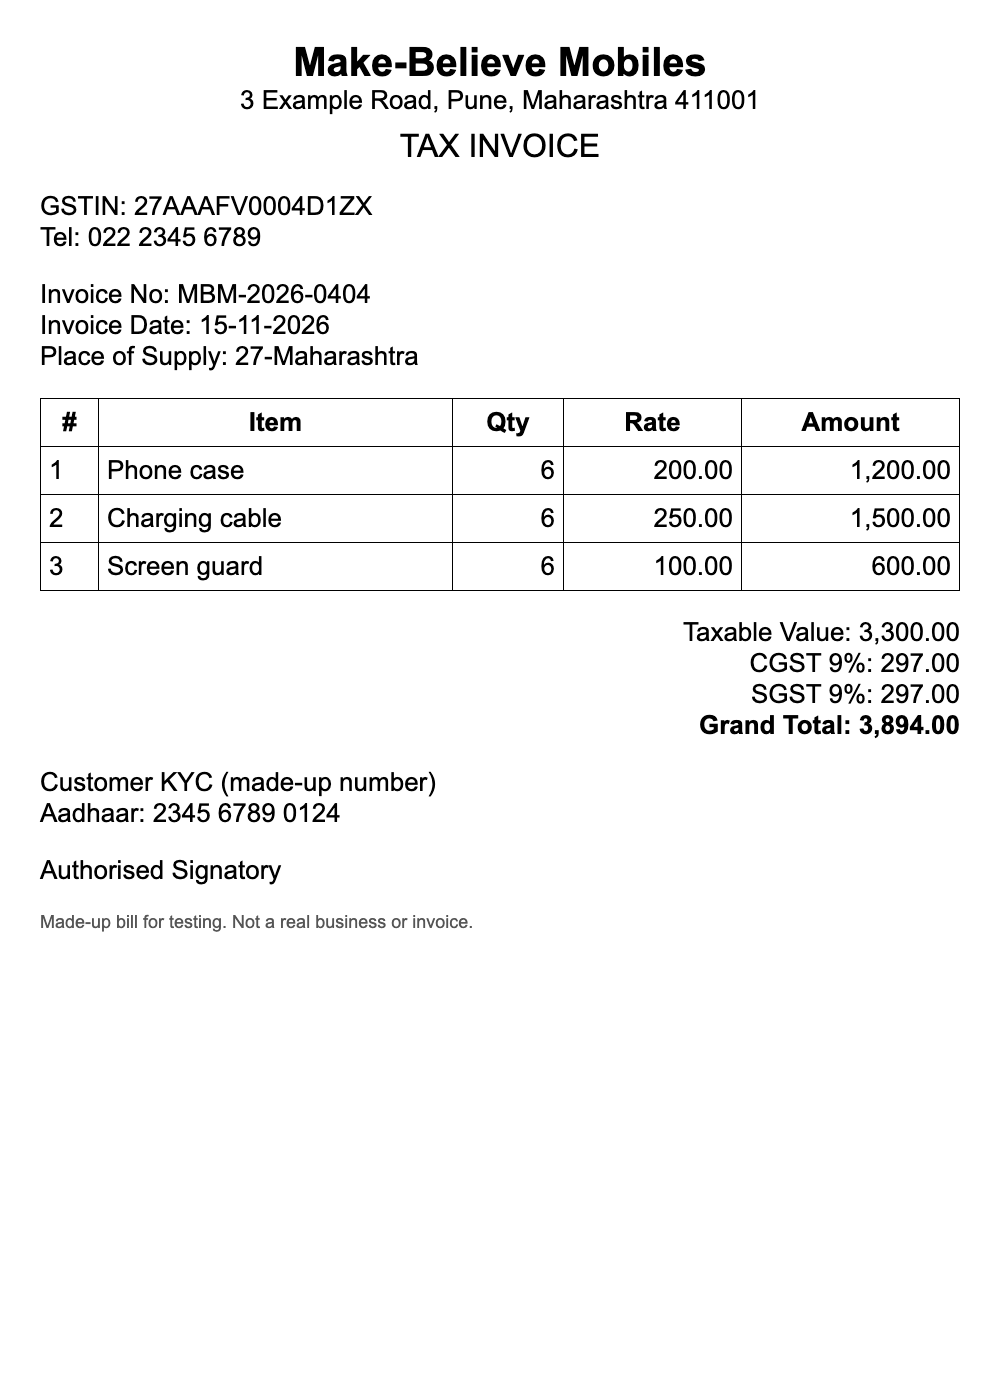 Make-Believe Mobiles
3 Example Road, Pune, Maharashtra 411001
TAX INVOICE
GSTIN: 27AAAFV0004D1ZX
Tel: 022 2345 6789
Invoice No: MBM-2026-0404
Invoice Date: 15-11-2026
Place of Supply: 27-Maharashtra
# Item Qty Rate Amount
1 Phone case 6 200.00 1,200.00
2 Charging cable 6 250.00 1,500.00
3 Screen guard 6 100.00 600.00
Taxable Value: 3,300.00
CGST 9%: 297.00
SGST 9%: 297.00
Grand Total: 3,894.00
Customer KYC (made-up number)
Aadhaar: 2345 6789 0124
Authorised Signatory
Made-up bill for testing. Not a real business or invoice.